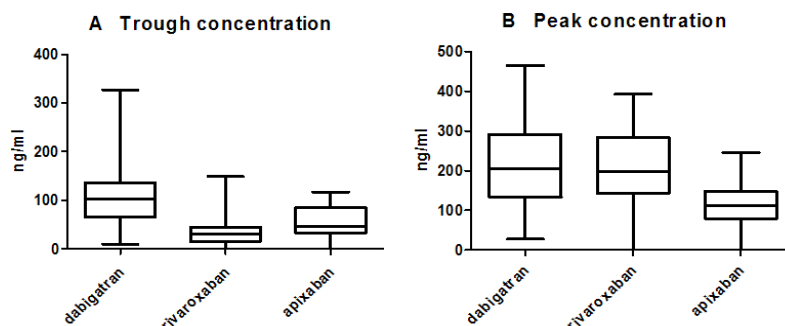 A Trough concentration
400
300
200
100
0
ng/ml
dabigatran
rivaroxaban
apixaban
B Peak concentration
500
400
300
200
100
0
ng/ml
dabigatran
rivaroxaban
apixaban